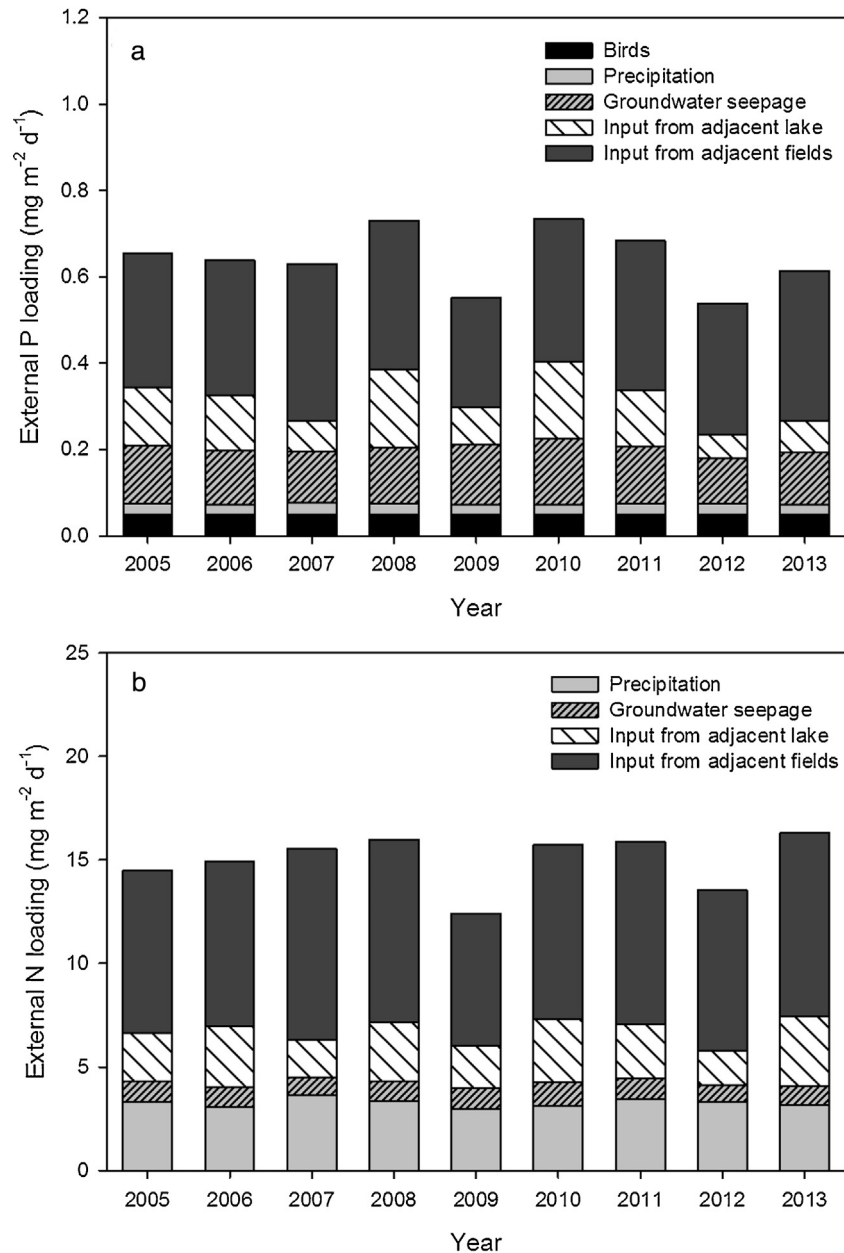 a
Birds
Precipitation
Groundwater seepage
Input from adjacent lake
Input from adjacent fields
External P loading (mg m⁻² d⁻¹)
1.2
1.0
0.8
0.6
0.4
0.2
0.0
2005 2006 2007 2008 2009 2010 2011 2012 2013
Year
b
Precipitation
Groundwater seepage
Input from adjacent lake
Input from adjacent fields
External N loading (mg m⁻² d⁻¹)
25
20
15
10
5
0
2005 2006 2007 2008 2009 2010 2011 2012 2013
Year